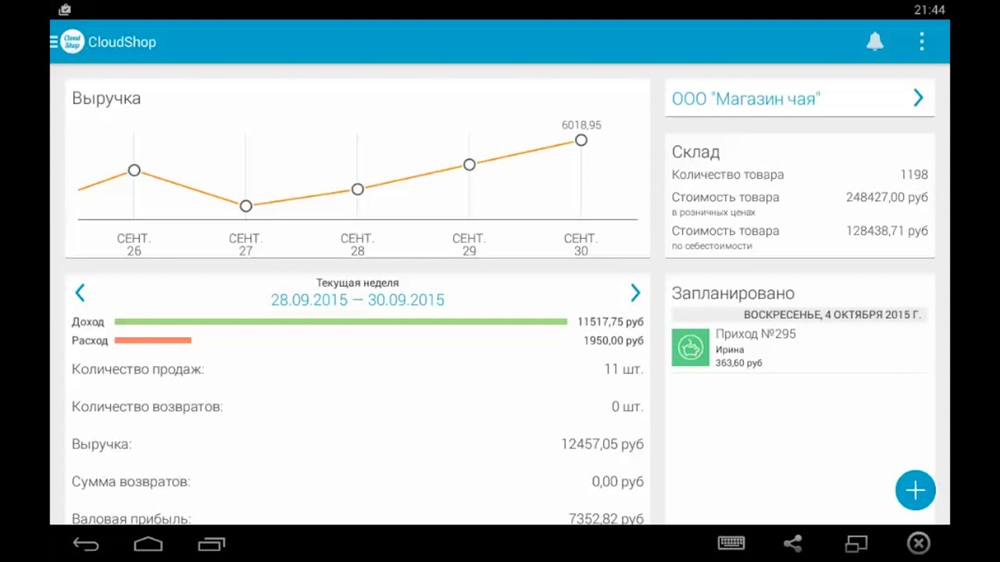 21:44
Cloud
Shop
CloudShop
Выручка
6018,95
СЕНТ. СЕНТ. СЕНТ. СЕНТ. СЕНТ.
26 27 28 29 30
ООО "Магазин чая"
Склад
Количество товара 1198
Стоимость товара 248427,00 руб
в розничных ценах
Стоимость товара 128438,71 руб
по себестоимости
Текущая неделя
28.09.2015 — 30.09.2015
Доход 11517,75 руб
Расход 1950,00 руб
Количество продаж: 11 шт.
Количество возвратов: 0 шт.
Выручка: 12457,05 руб
Сумма возвратов: 0,00 руб
Валовая прибыль: 7352,82 руб
Запланировано
ВОСКРЕСЕНЬЕ, 4 ОКТЯБРЯ 2015 Г.
Приход №295
Ирина
363,60 руб